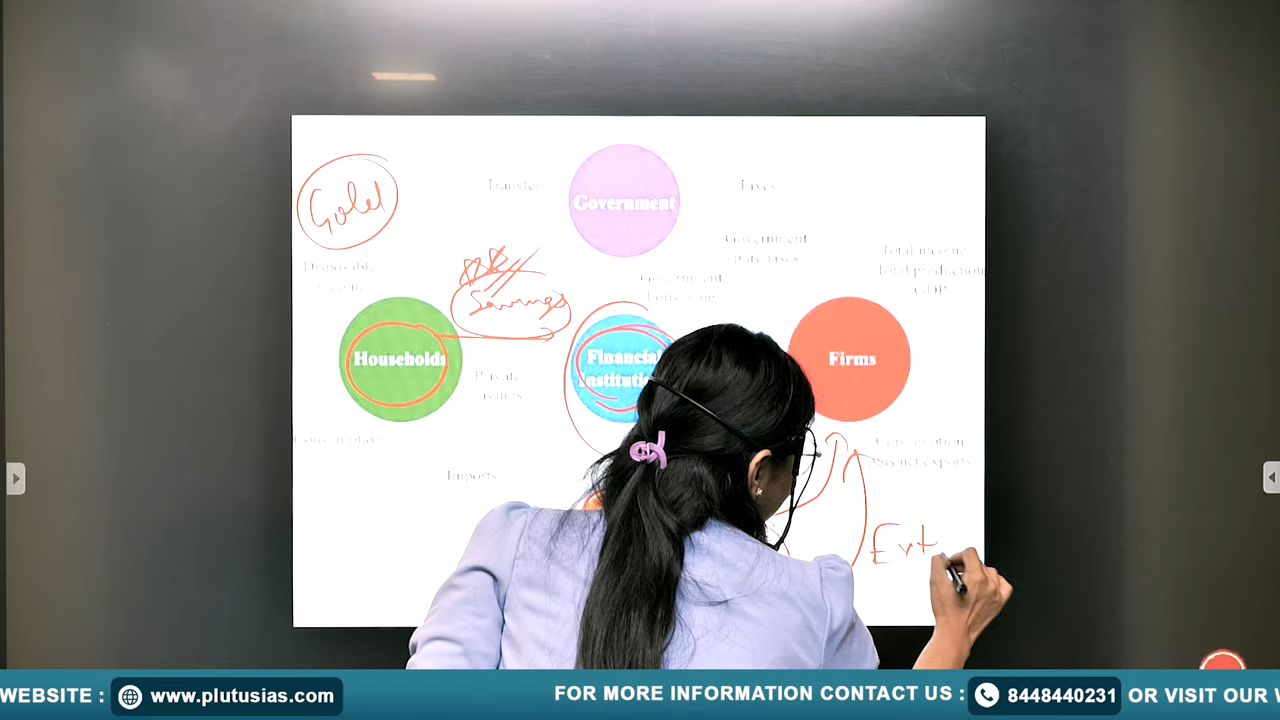 Gold
Transfers
Government
Taxes
Disposable
Government
purchases
Government
borrowing
Total income
Total production
GDP
Savings
Households
Financial
Firms
Private
savings
Consumption
Imports
Consumption
plus net exports
Ext
WEBSITE : www.plutusias.com
FOR MORE INFORMATION CONTACT US : 8448440231 OR VISIT OUR